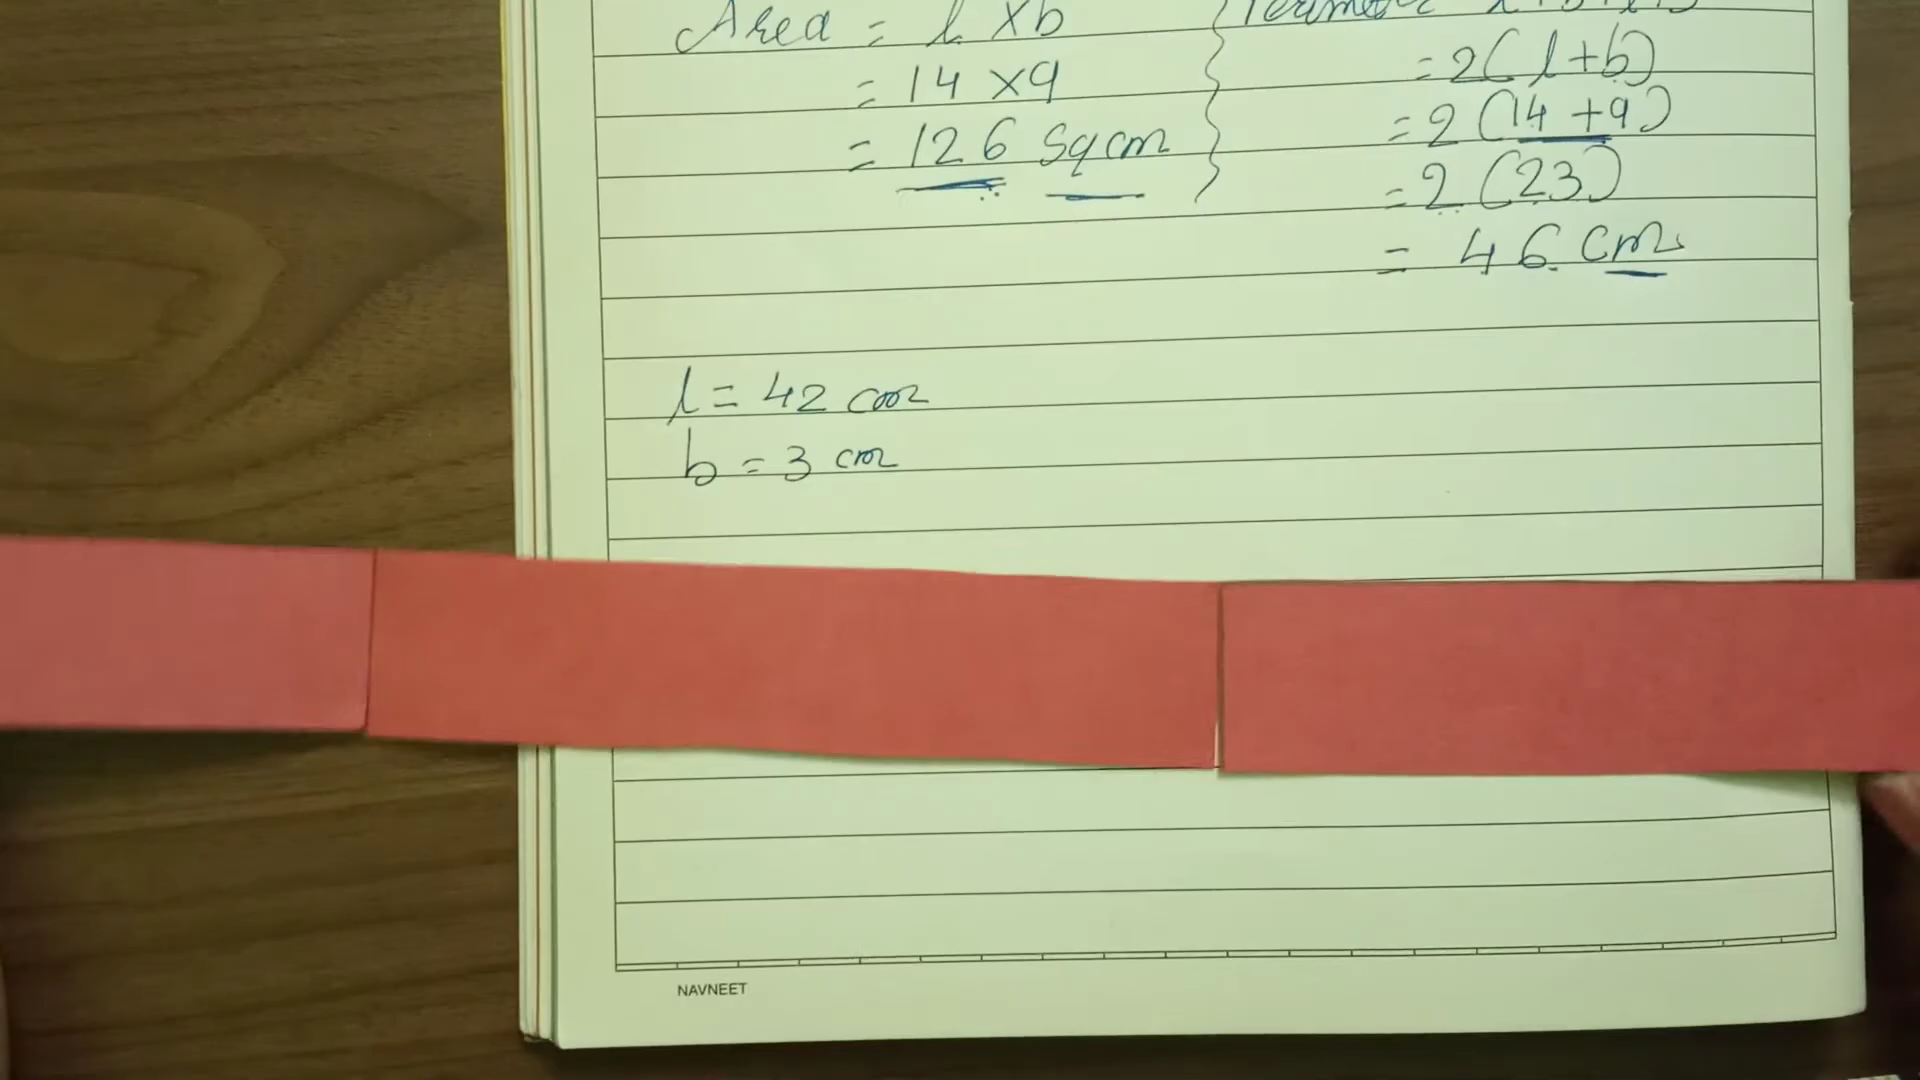 Area = l × b
= 14 × 9
= 126 sq cm
= 2(l+b)
= 2(14+9)
= 2(23)
= 46 cm
l = 42 cm
b = 3 cm
NAVNEET